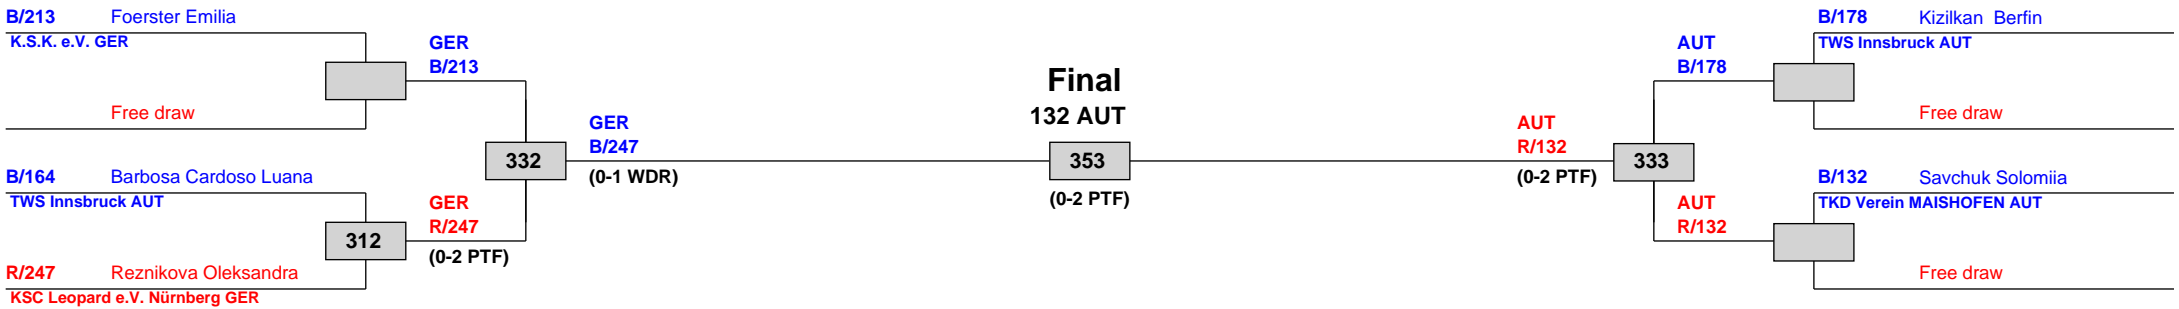 B/213 Foerster Emilia
K.S.K. e.V. GER
Free draw
GER
B/213
B/164 Barbosa Cardoso Luana
TWS Innsbruck AUT
312
R/247 Reznikova Oleksandra
KSC Leopard e.V. Nürnberg GER
GER
R/247
(0-2 PTF)
332
GER
B/247
(0-1 WDR)
Final
132 AUT
353
(0-2 PTF)
AUT
R/132
(0-2 PTF)
333
AUT
B/178
AUT
R/132
B/178 Kizilkan Berfin
TWS Innsbruck AUT
Free draw
B/132 Savchuk Solomiia
TKD Verein MAISHOFEN AUT
Free draw